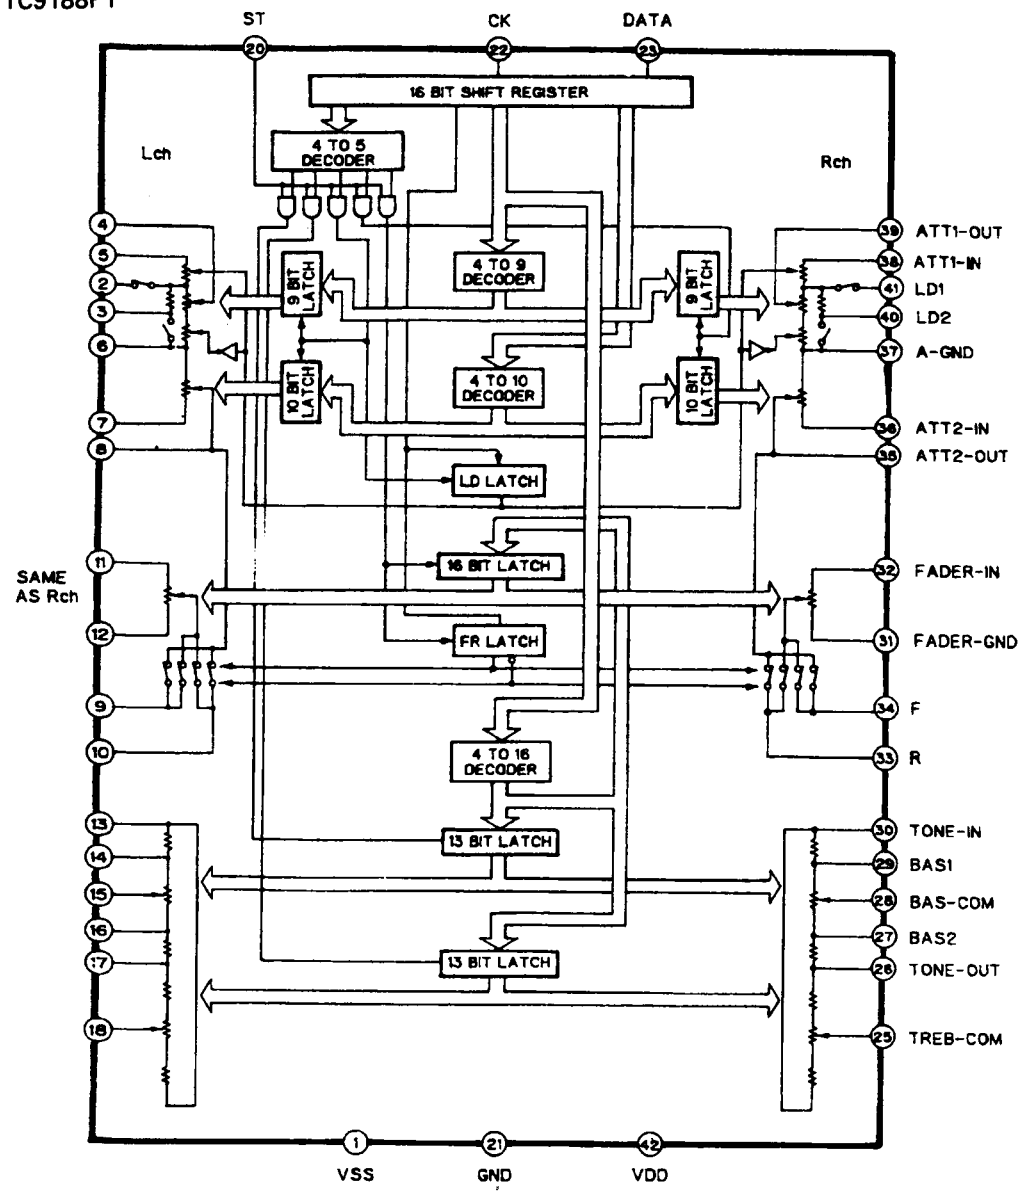 TC9188F1
ST
CK
DATA
20
22
23
16 BIT SHIFT REGISTER
4 TO 5
DECODER
Lch
Rch
4
5
2
3
6
7
8
9 BIT
LATCH
4 TO 9
DECODER
9 BIT
LATCH
10 BIT
LATCH
4 TO 10
DECODER
10 BIT
LATCH
39 ATT1-OUT
38 ATT1-IN
41 LD1
40 LD2
37 A-GND
36 ATT2-IN
35 ATT2-OUT
LD LATCH
16 BIT LATCH
FR LATCH
SAME
AS Rch
11
12
9
10
32 FADER-IN
31 FADER-GND
34 F
33 R
4 TO 16
DECODER
13 BIT LATCH
13 BIT LATCH
13
14
15
16
17
18
30 TONE-IN
29 BAS1
28 BAS-COM
27 BAS2
26 TONE-OUT
25 TREB-COM
1
21
42
VSS
GND
VDD